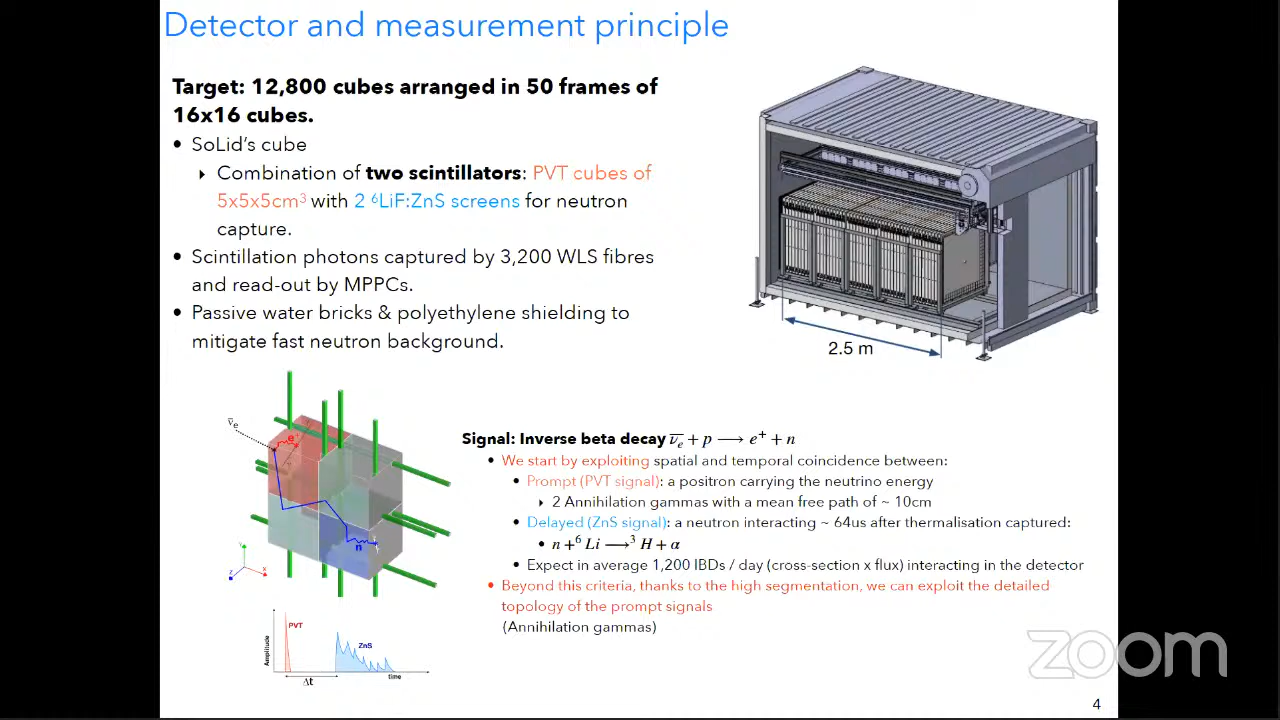 Detector and measurement principle
Target: 12,800 cubes arranged in 50 frames of
16x16 cubes.
• SoLid's cube
‣ Combination of two scintillators: PVT cubes of
5x5x5cm³ with 2 ⁶LiF:ZnS screens for neutron
capture.
• Scintillation photons captured by 3,200 WLS fibres
and read-out by MPPCs.
• Passive water bricks & polyethylene shielding to
mitigate fast neutron background.
2.5 m
ν̅e
e⁺
n
y
x
z
Signal: Inverse beta decay ν̅e + p ⟶ e⁺ + n
• We start by exploiting spatial and temporal coincidence between:
• Prompt (PVT signal): a positron carrying the neutrino energy
‣ 2 Annihilation gammas with a mean free path of ~ 10cm
• Delayed (ZnS signal): a neutron interacting ~ 64us after thermalisation captured:
• n +⁶ Li ⟶³ H + α
• Expect in average 1,200 IBDs / day (cross-section x flux) interacting in the detector
• Beyond this criteria, thanks to the high segmentation, we can exploit the detailed
topology of the prompt signals
(Annihilation gammas)
Amplitude
PVT
ZnS
time
Δt
zoom
4